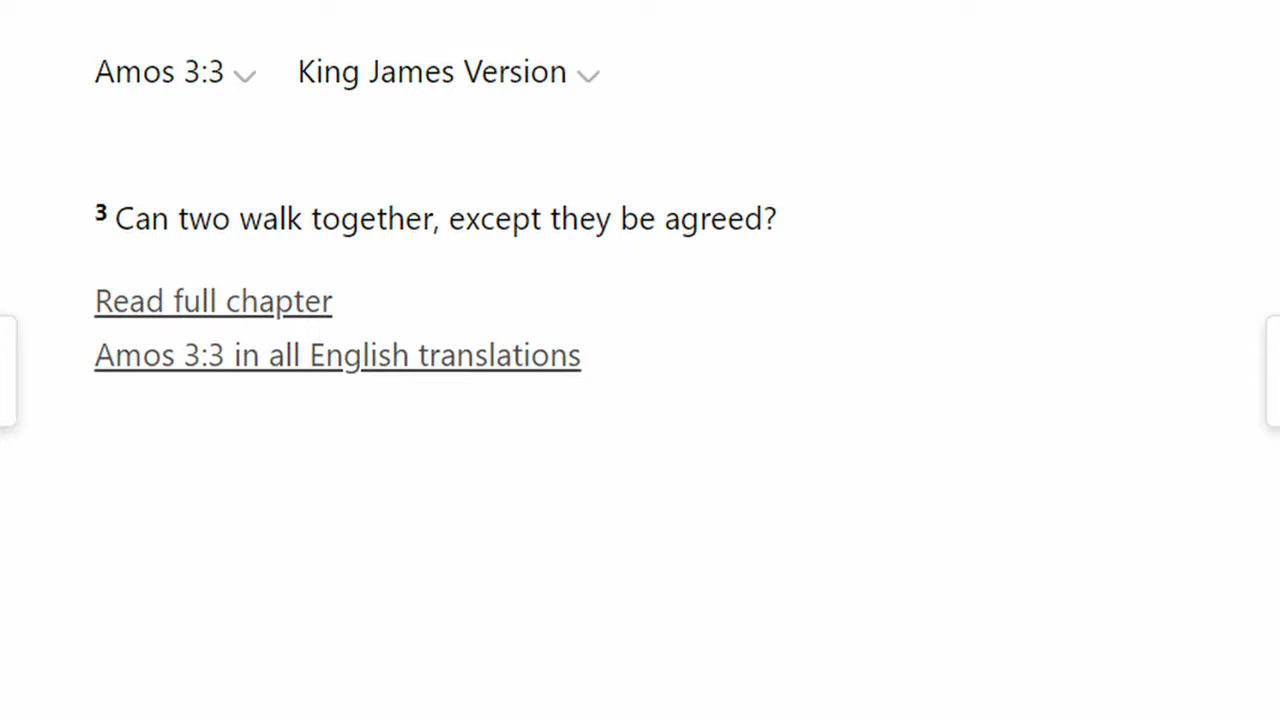 Amos 3:3 King James Version
3 Can two walk together, except they be agreed?
Read full chapter
Amos 3:3 in all English translations